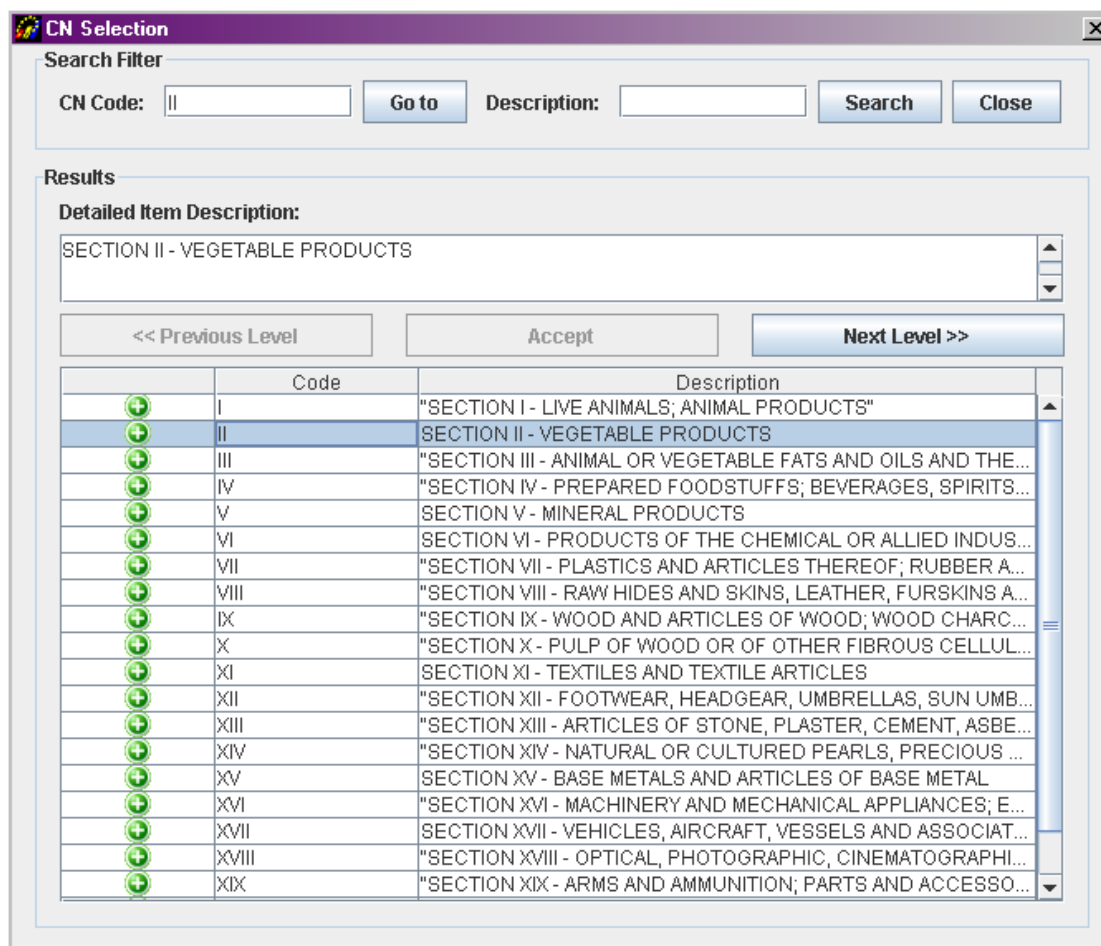 CN Selection
Search Filter
CN Code: II Go to Description: Search Close
Results
Detailed Item Description:
SECTION II - VEGETABLE PRODUCTS
<< Previous Level Accept Next Level >>
Code Description
I "SECTION I - LIVE ANIMALS; ANIMAL PRODUCTS"
II SECTION II - VEGETABLE PRODUCTS
III "SECTION III - ANIMAL OR VEGETABLE FATS AND OILS AND THE...
IV "SECTION IV - PREPARED FOODSTUFFS; BEVERAGES, SPIRITS...
V SECTION V - MINERAL PRODUCTS
VI SECTION VI - PRODUCTS OF THE CHEMICAL OR ALLIED INDUS...
VII "SECTION VII - PLASTICS AND ARTICLES THEREOF; RUBBER A...
VIII "SECTION VIII - RAW HIDES AND SKINS, LEATHER, FURSKINS A...
IX "SECTION IX - WOOD AND ARTICLES OF WOOD; WOOD CHARC...
X "SECTION X - PULP OF WOOD OR OF OTHER FIBROUS CELLUL...
XI SECTION XI - TEXTILES AND TEXTILE ARTICLES
XII "SECTION XII - FOOTWEAR, HEADGEAR, UMBRELLAS, SUN UMB...
XIII "SECTION XIII - ARTICLES OF STONE, PLASTER, CEMENT, ASBE...
XIV "SECTION XIV - NATURAL OR CULTURED PEARLS, PRECIOUS ...
XV SECTION XV - BASE METALS AND ARTICLES OF BASE METAL
XVI "SECTION XVI - MACHINERY AND MECHANICAL APPLIANCES; E...
XVII SECTION XVII - VEHICLES, AIRCRAFT, VESSELS AND ASSOCIAT...
XVIII "SECTION XVIII - OPTICAL, PHOTOGRAPHIC, CINEMATOGRAPHI...
XIX "SECTION XIX - ARMS AND AMMUNITION; PARTS AND ACCESSO...